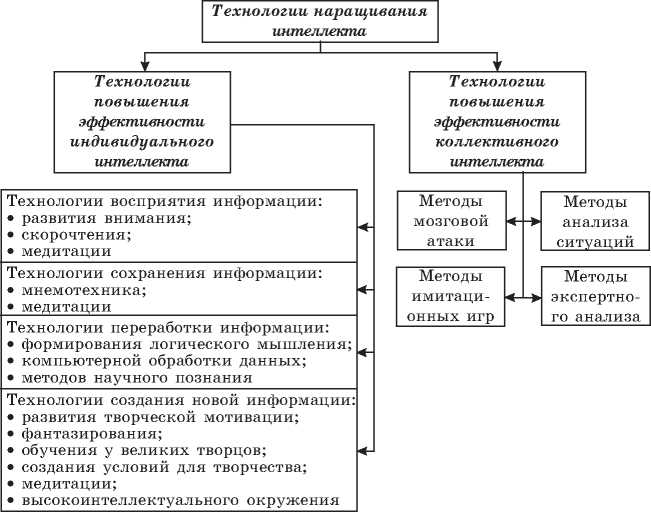 Технологии наращивания
интеллекта
Технологии
повышения
эффективности
индивидуального
интеллекта
Технологии
повышения
эффективности
коллективного
интеллекта
Технологии восприятия информации:
• развития внимания;
• скорочтения;
• медитации
Технологии сохранения информации:
• мнемотехника;
• медитации
Технологии переработки информации:
• формирования логического мышления;
• компьютерной обработки данных;
• методов научного познания
Технологии создания новой информации:
• развития творческой мотивации;
• фантазирования;
• обучения у великих творцов;
• создания условий для творчества;
• медитации;
• высокоинтеллектуального окружения
Методы
мозговой
атаки
Методы
анализа
ситуаций
Методы
имитаци-
онных игр
Методы
экспертно-
го анализа